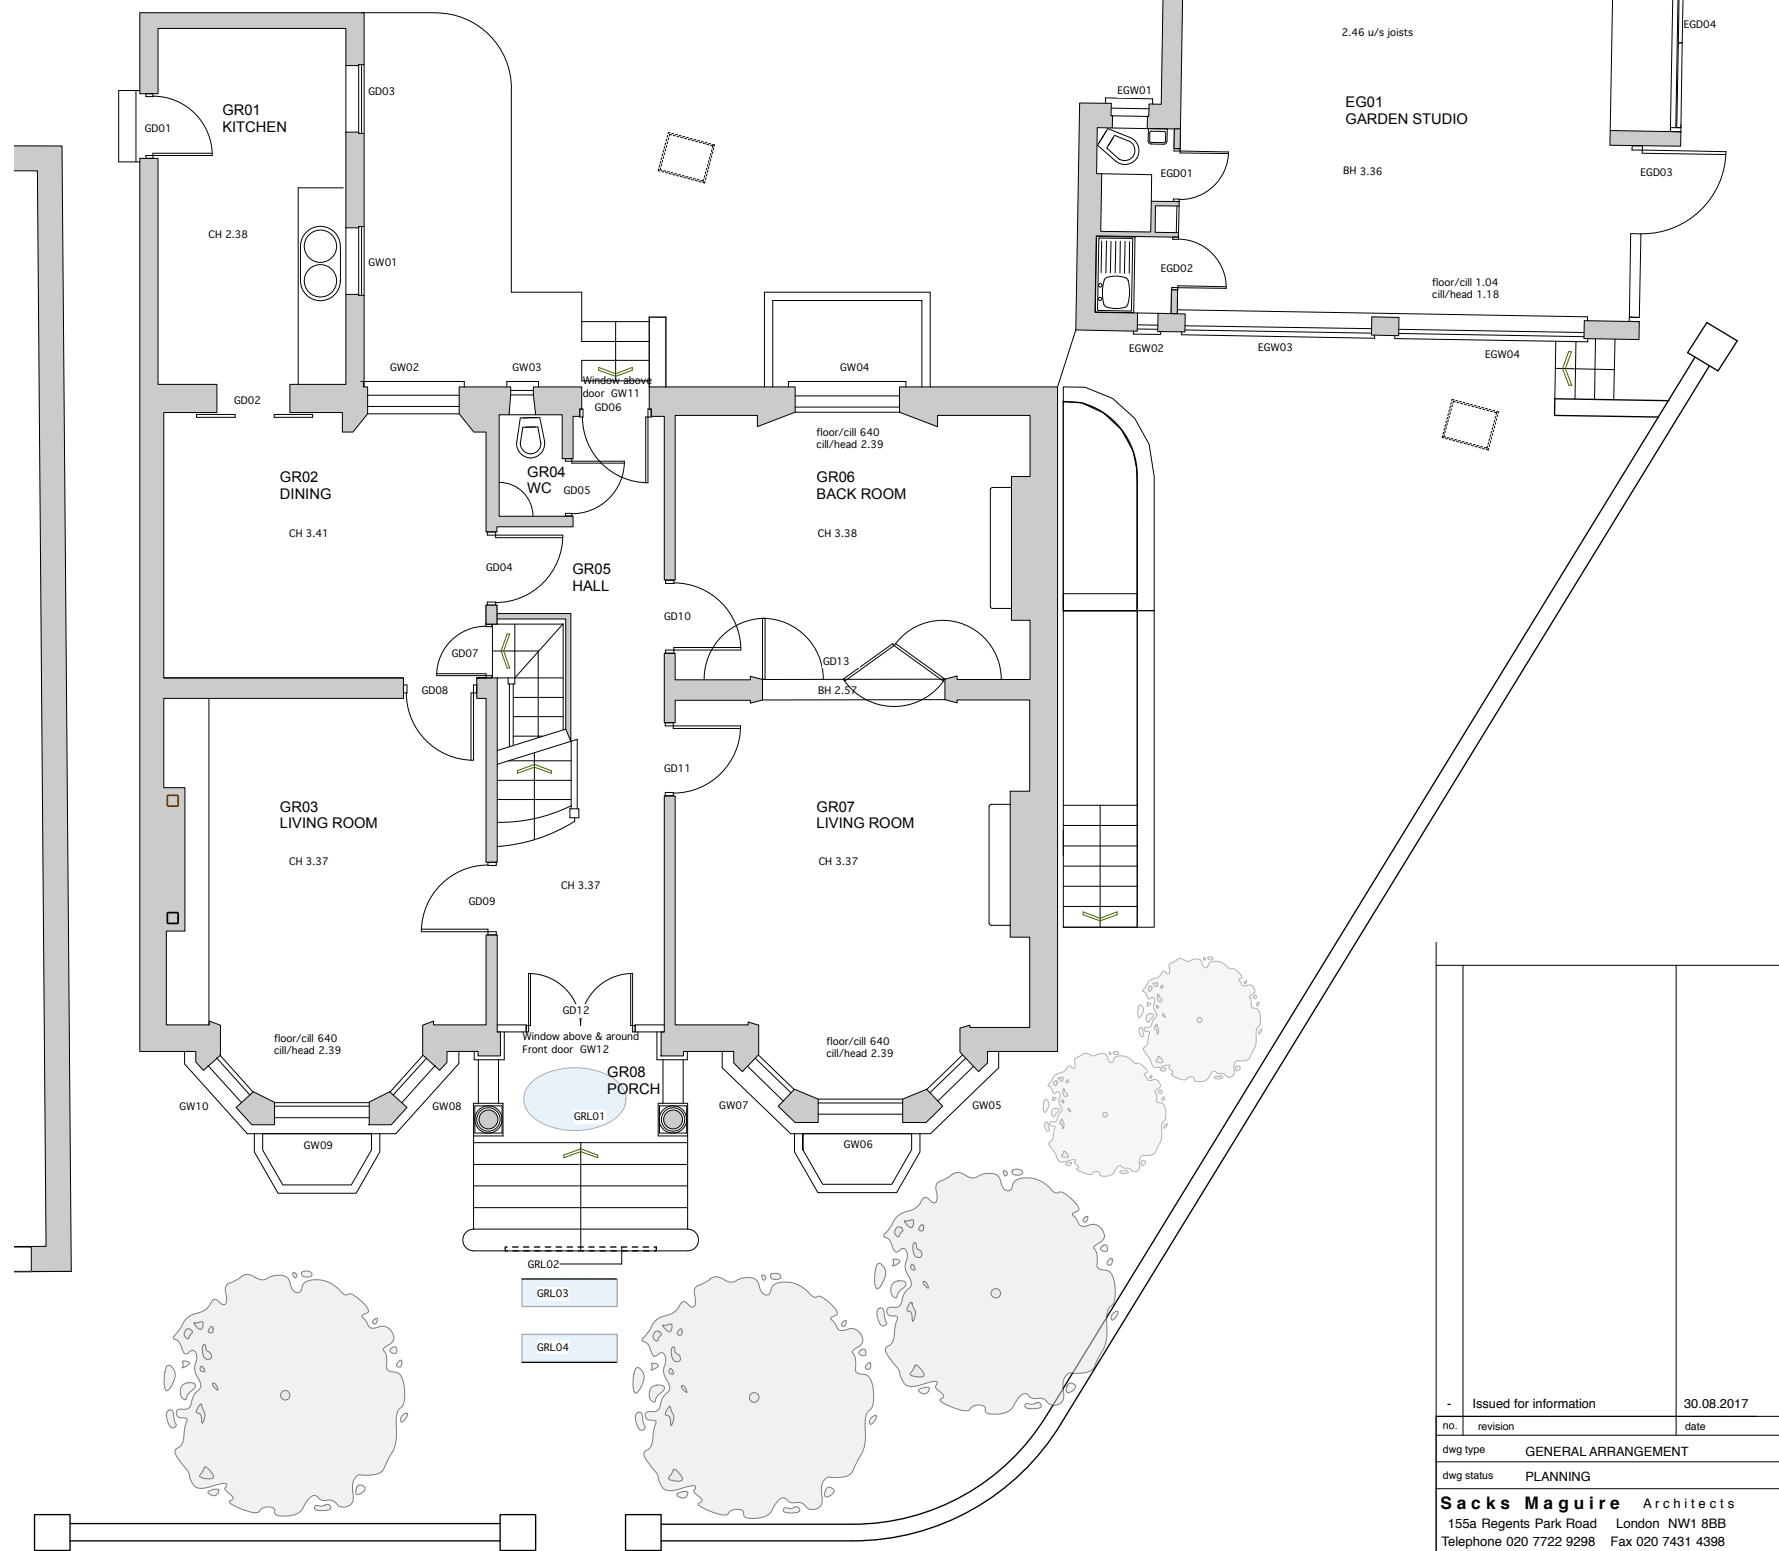 2.46 u/s joists
EGD04
EGW01
EG01
GARDEN STUDIO
BH 3.36
EGD01
EGD03
EGD02
floor/cill 1.04
cill/head 1.18
EGW02
EGW03
EGW04
GR01
KITCHEN
GD01
GD03
CH 2.38
GW01
GW02
GW03
GW04
GD02
Window above
door GW11
GD06
floor/cill 640
cill/head 2.39
GR02
DINING
CH 3.41
GR04
WC
GD05
GR06
BACK ROOM
CH 3.38
GD04
GR05
HALL
GD10
GD07
GD13
GD08
BH 2.57
GD11
GR03
LIVING ROOM
CH 3.37
GR07
LIVING ROOM
CH 3.37
CH 3.37
GD09
GD12
Window above & around
Front door GW12
floor/cill 640
cill/head 2.39
floor/cill 640
cill/head 2.39
GR08
PORCH
GRL01
GW10
GW08
GW07
GW05
GW09
GW06
GRL02
GRL03
GRL04
- Issued for information 30.08.2017
no. revision date
dwg type GENERAL ARRANGEMENT
dwg status PLANNING
Sacks Maguire Architects
155a Regents Park Road London NW1 8BB
Telephone 020 7722 9298 Fax 020 7431 4398